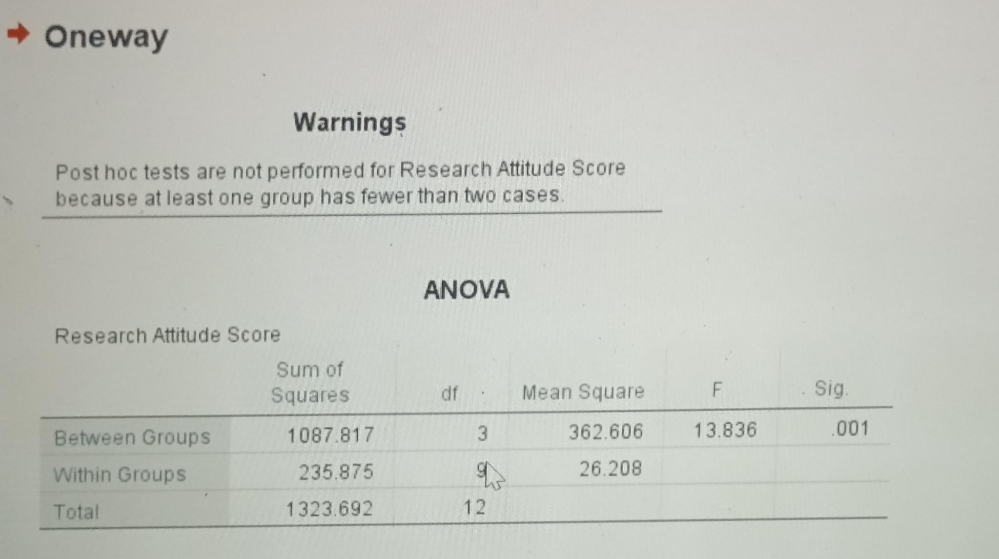 Oneway
Warnings
Post hoc tests are not performed for Research Attitude Score
because at least one group has fewer than two cases.
ANOVA
Research Attitude Score
Sum of
Squares df Mean Square F Sig.
Between Groups 1087.817 3 362.606 13.836 .001
Within Groups 235.875 9 26.208
Total 1323.692 12